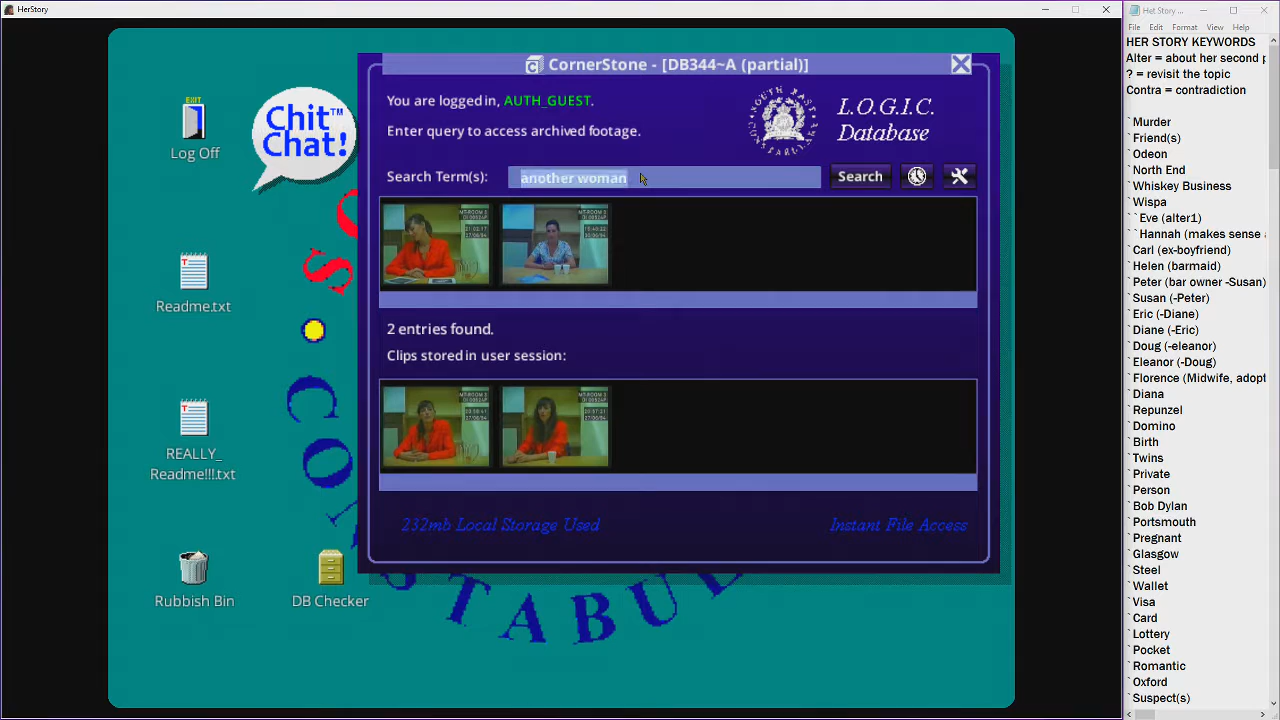 HerStory
CornerStone - [DB344~A (partial)]
You are logged in, AUTH_GUEST.
Enter query to access archived footage.
L.O.G.I.C.
Database
Search Term(s):
another woman
Search
2 entries found.
Clips stored in user session:
232mb Local Storage Used
Instant File Access
EXIT
Log Off
Chit™
Chat!
Readme.txt
REALLY_
Readme!!!.txt
Rubbish Bin
DB Checker
Het Story ...
File Edit Format View Help
HER STORY KEYWORDS
Alter = about her second p
? = revisit the topic
Contra = contradiction
`Murder
`Friend(s)
`Odeon
`North End
`Whiskey Business
`Wispa
``Eve (alter1)
``Hannah (makes sense a
`Carl (ex-boyfriend)
`Helen (barmaid)
`Peter (bar owner -Susan)
`Susan (-Peter)
`Eric (-Diane)
`Diane (-Eric)
`Doug (-eleanor)
`Eleanor (-Doug)
`Florence (Midwife, adopt
`Diana
`Repunzel
`Domino
`Birth
`Twins
`Private
`Person
`Bob Dylan
`Portsmouth
`Pregnant
`Glasgow
`Steel
`Wallet
`Visa
`Card
`Lottery
`Pocket
`Romantic
`Oxford
`Suspect(s)